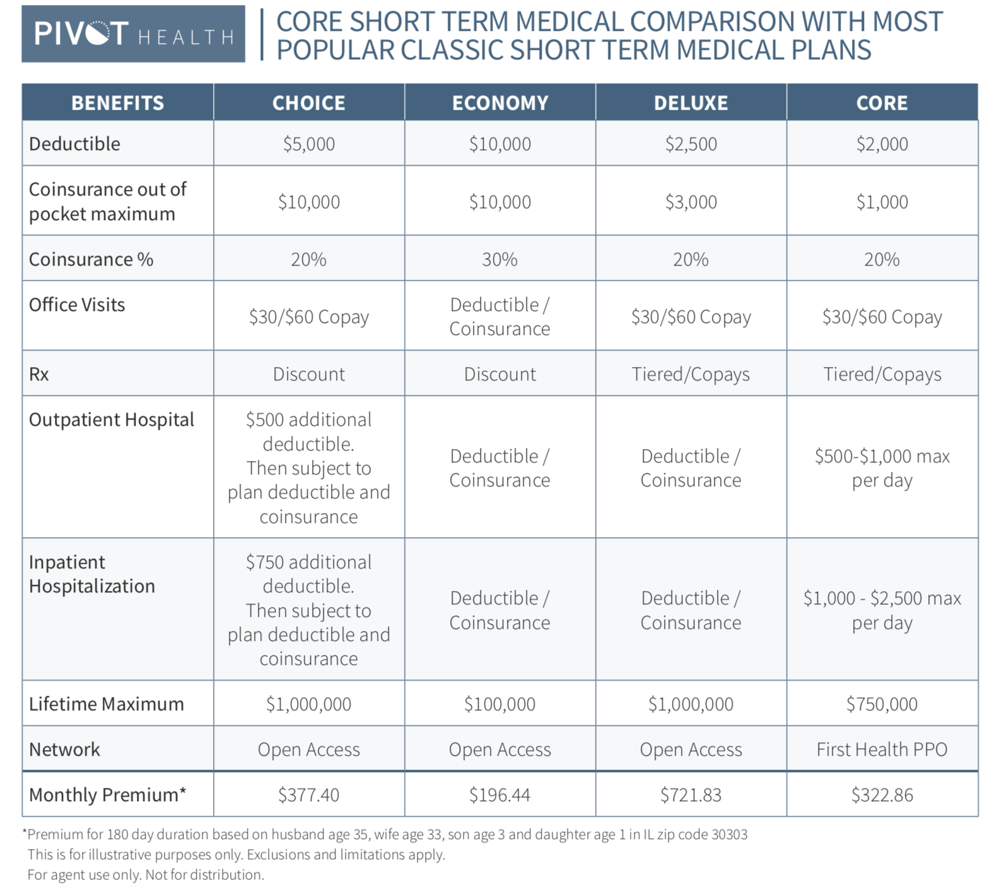 PIVOT HEALTH
CORE SHORT TERM MEDICAL COMPARISON WITH MOST
POPULAR CLASSIC SHORT TERM MEDICAL PLANS
BENEFITS CHOICE ECONOMY DELUXE CORE
Deductible $5,000 $10,000 $2,500 $2,000
Coinsurance out of
pocket maximum
$10,000 $10,000 $3,000 $1,000
Coinsurance % 20% 30% 20% 20%
Office Visits
$30/$60 Copay
Deductible /
Coinsurance
$30/$60 Copay
$30/$60 Copay
Rx Discount Discount Tiered/Copays Tiered/Copays
Outpatient Hospital
$500 additional
deductible.
Then subject to
plan deductible and
coinsurance
Deductible /
Coinsurance
Deductible /
Coinsurance
$500-$1,000 max
per day
Inpatient
Hospitalization
$750 additional
deductible.
Then subject to
plan deductible and
coinsurance
Deductible /
Coinsurance
Deductible /
Coinsurance
$1,000 - $2,500 max
per day
Lifetime Maximum $1,000,000 $100,000 $1,000,000 $750,000
Network Open Access Open Access Open Access First Health PPO
Monthly Premium* $377.40 $196.44 $721.83 $322.86
*Premium for 180 day duration based on husband age 35, wife age 33, son age 3 and daughter age 1 in IL zip code 30303
This is for illustrative purposes only. Exclusions and limitations apply.
For agent use only. Not for distribution.